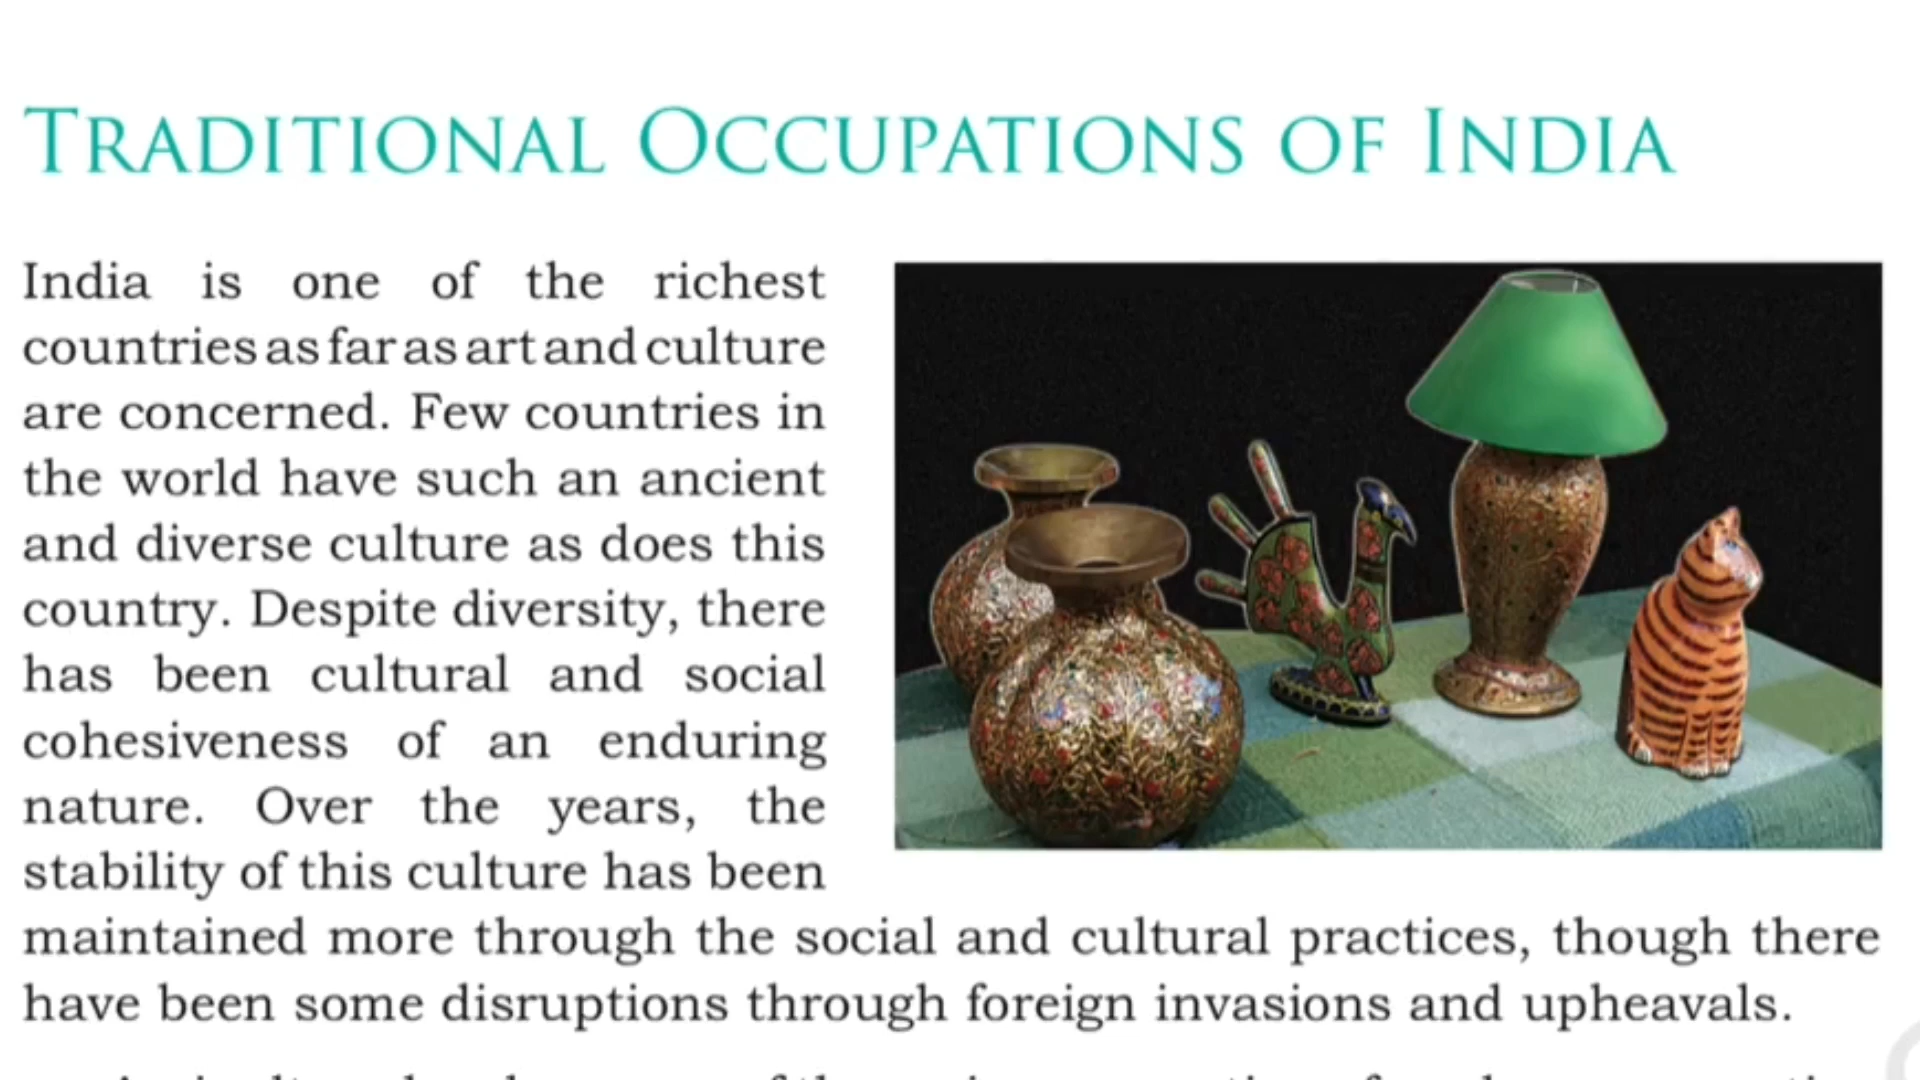 TRADITIONAL OCCUPATIONS OF INDIA
India is one of the richest
countries as far as art and culture
are concerned. Few countries in
the world have such an ancient
and diverse culture as does this
country. Despite diversity, there
has been cultural and social
cohesiveness of an enduring
nature. Over the years, the
stability of this culture has been
maintained more through the social and cultural practices, though there
have been some disruptions through foreign invasions and upheavals.